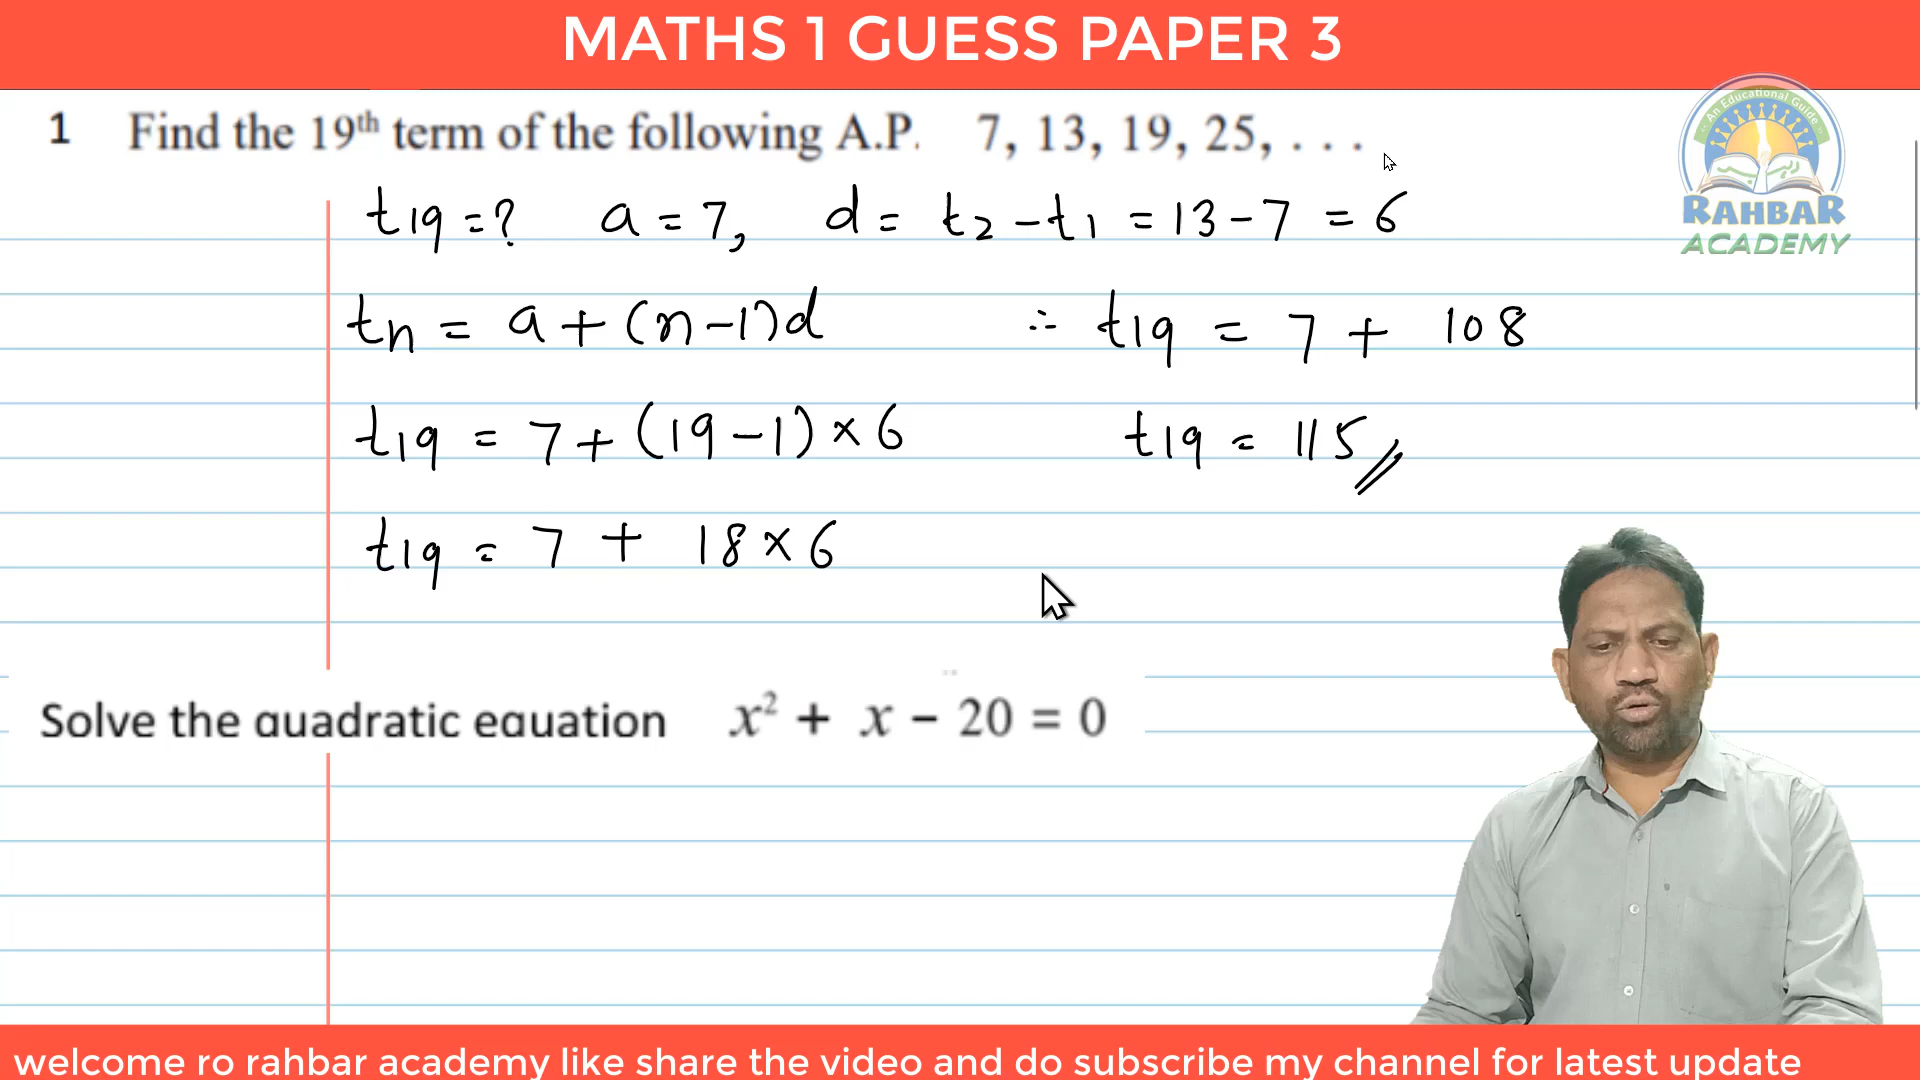 MATHS 1 GUESS PAPER 3
An Educational Guide
RAHBAR
ACADEMY
1 Find the 19th term of the following A.P. 7, 13, 19, 25, . . .
t19 = ? a = 7, d = t2 - t1 = 13 - 7 = 6
tn = a + (n - 1)d ∴ t19 = 7 + 108
t19 = 7 + (19 - 1) × 6 t19 = 115
t19 = 7 + 18 × 6
Solve the quadratic equation x² + x - 20 = 0
welcome ro rahbar academy like share the video and do subscribe my channel for latest update